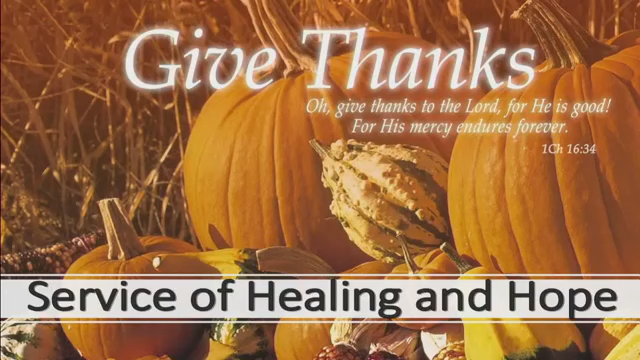 Give Thanks
Oh, give thanks to the Lord, for He is good!
For His mercy endures forever.
1Ch 16:34
Service of Healing and Hope